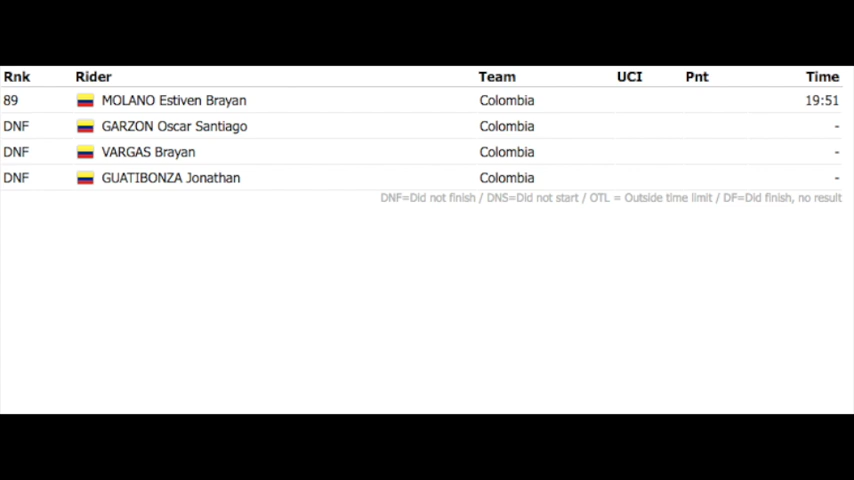 Rnk Rider Team UCI Pnt Time
89 MOLANO Estiven Brayan Colombia 19:51
DNF GARZON Oscar Santiago Colombia -
DNF VARGAS Brayan Colombia -
DNF GUATIBONZA Jonathan Colombia -
DNF=Did not finish / DNS=Did not start / OTL = Outside time limit / DF=Did finish, no result